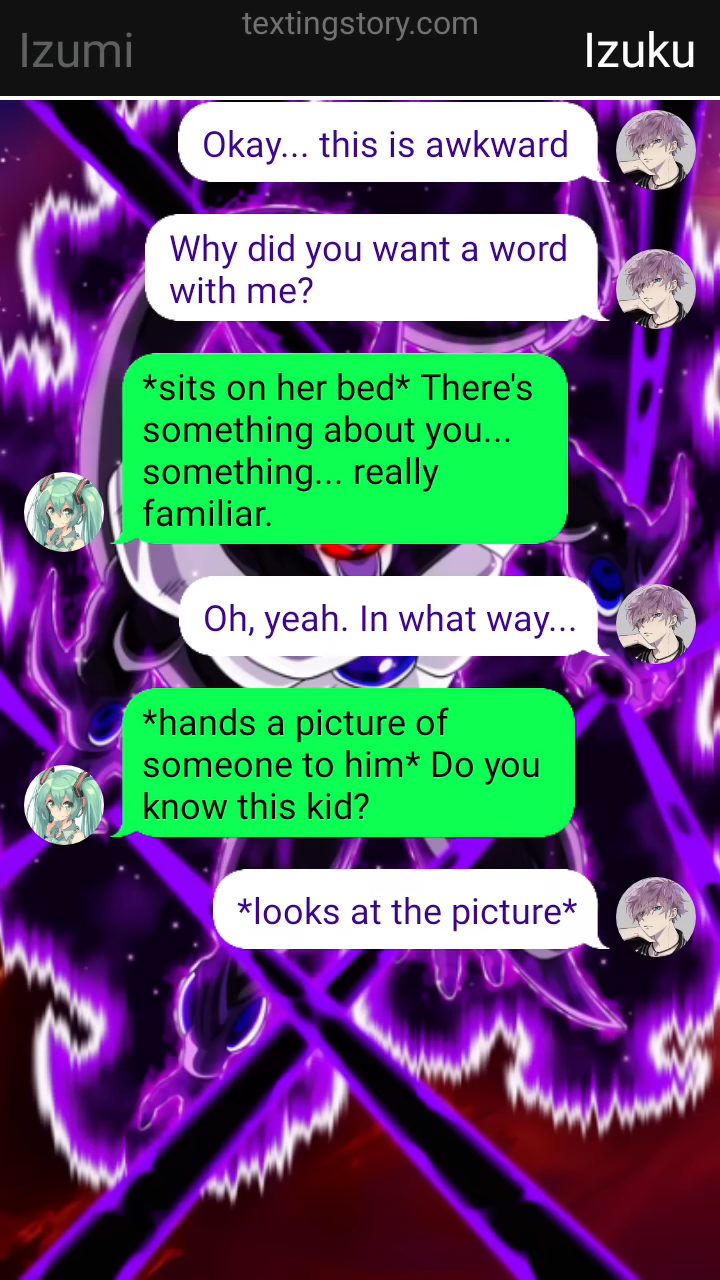 textingstory.com
Izumi
Izuku
Okay... this is awkward
Why did you want a word
with me?
*sits on her bed* There's
something about you...
something... really
familiar.
Oh, yeah. In what way...
*hands a picture of
someone to him* Do you
know this kid?
*looks at the picture*